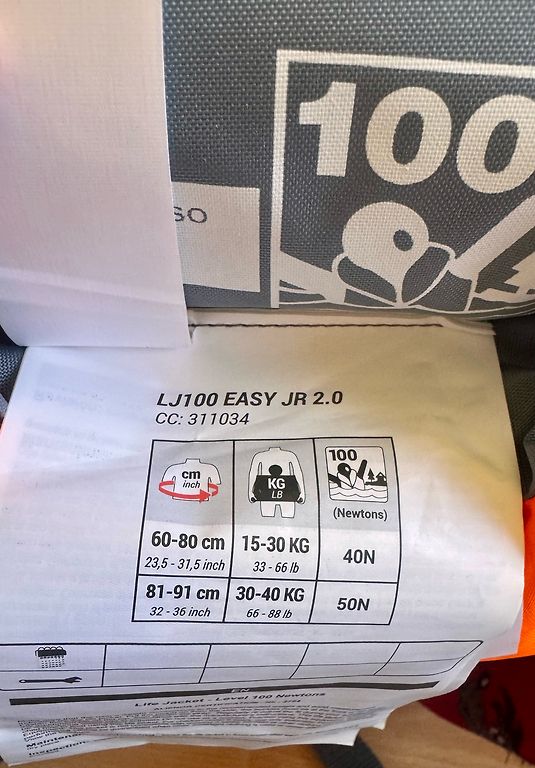 100
SO
LJ100 EASY JR 2.0
CC: 311034
cm
inch
KG
LB
100
(Newtons)
60-80 cm
23,5 - 31,5 inch
15-30 KG
33 - 66 lb
40N
81-91 cm
32 - 36 inch
30-40 KG
66 - 88 lb
50N
EN
Life Jacket - Level 100 Newtons